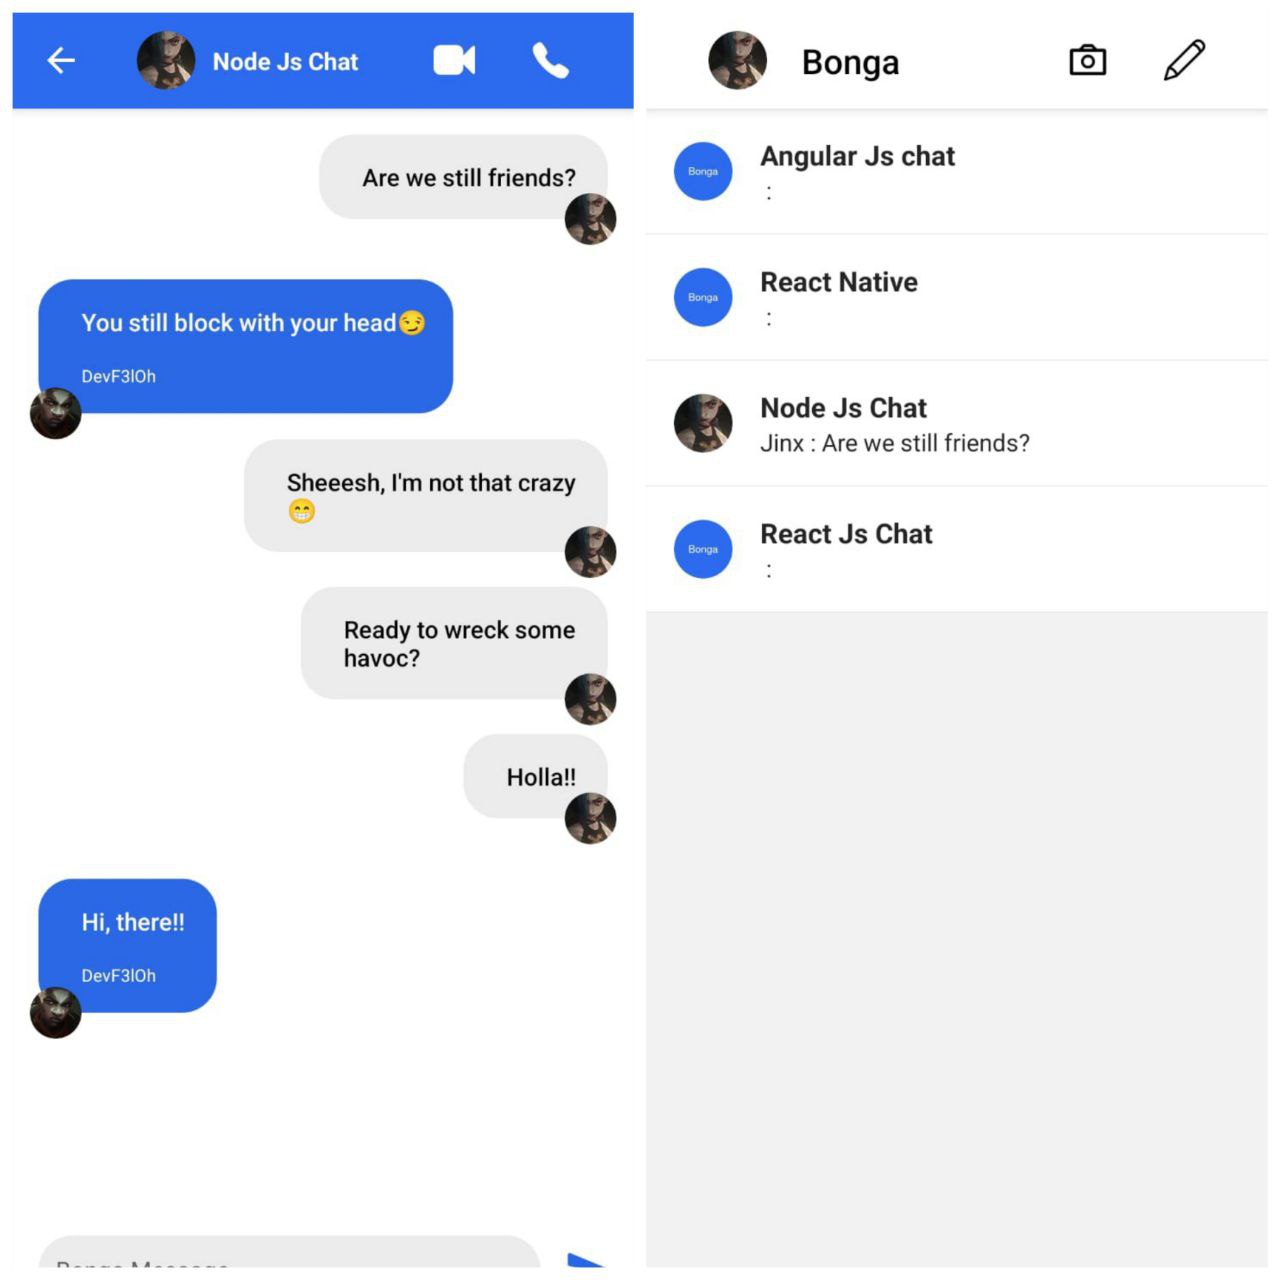 Node Js Chat
Are we still friends?
You still block with your head😏
DevF3lOh
Sheeesh, I'm not that crazy
😁
Ready to wreck some
havoc?
Holla!!
Hi, there!!
DevF3lOh
Bonga Message
Bonga
Bonga
Angular Js chat
:
Bonga
React Native
:
Node Js Chat
Jinx : Are we still friends?
Bonga
React Js Chat
: